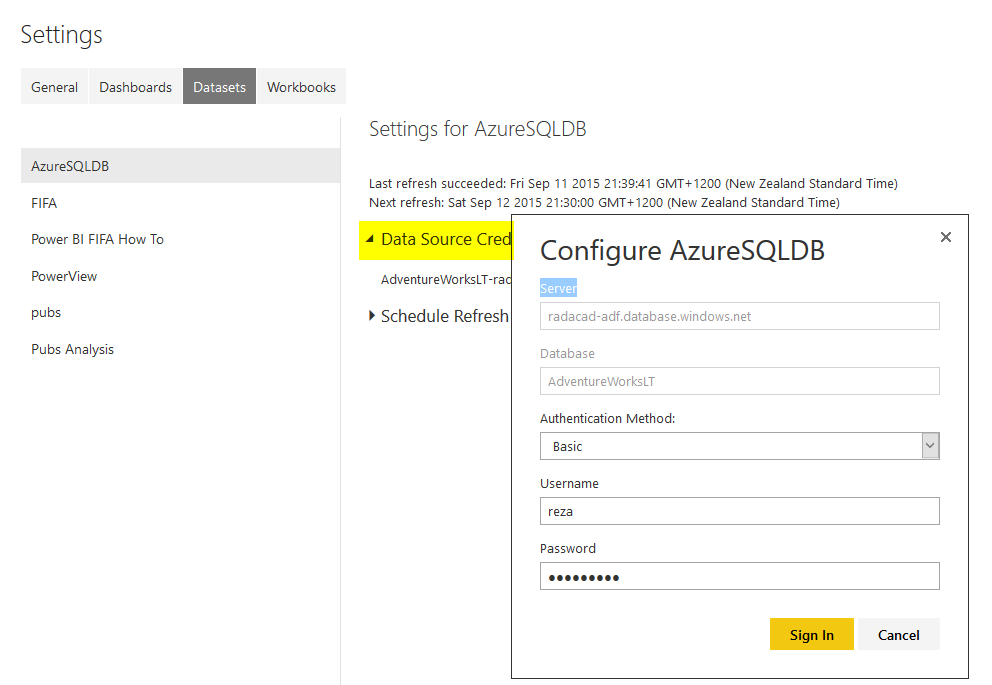 Settings
General Dashboards Datasets Workbooks
AzureSQLDB
FIFA
Power BI FIFA How To
PowerView
pubs
Pubs Analysis
Settings for AzureSQLDB
Last refresh succeeded: Fri Sep 11 2015 21:39:41 GMT+1200 (New Zealand Standard Time)
Next refresh: Sat Sep 12 2015 21:30:00 GMT+1200 (New Zealand Standard Time)
Data Source Cred
AdventureWorksLT-rad
Schedule Refresh
Configure AzureSQLDB
Server
radacad-adf.database.windows.net
Database
AdventureWorksLT
Authentication Method:
Basic
Username
reza
Password
●●●●●●●●●
Sign In Cancel